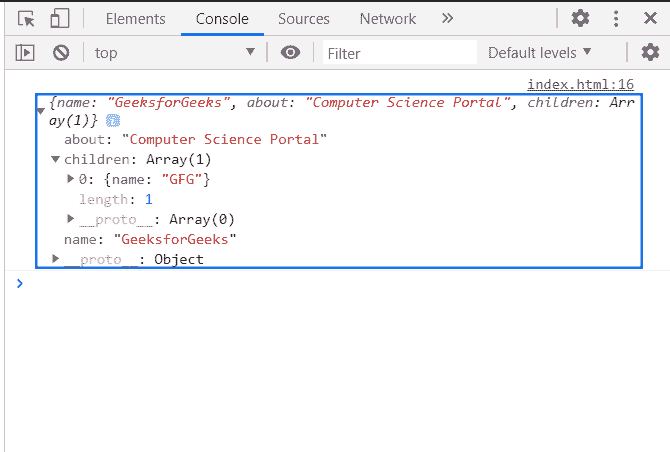 Elements Console Sources Network »
top Filter Default levels ▼
index.html:16
{name: "GeeksforGeeks", about: "Computer Science Portal", children: Arr
ay(1)} i
about: "Computer Science Portal"
children: Array(1)
0: {name: "GFG"}
length: 1
__proto__: Array(0)
name: "GeeksforGeeks"
__proto__: Object
>